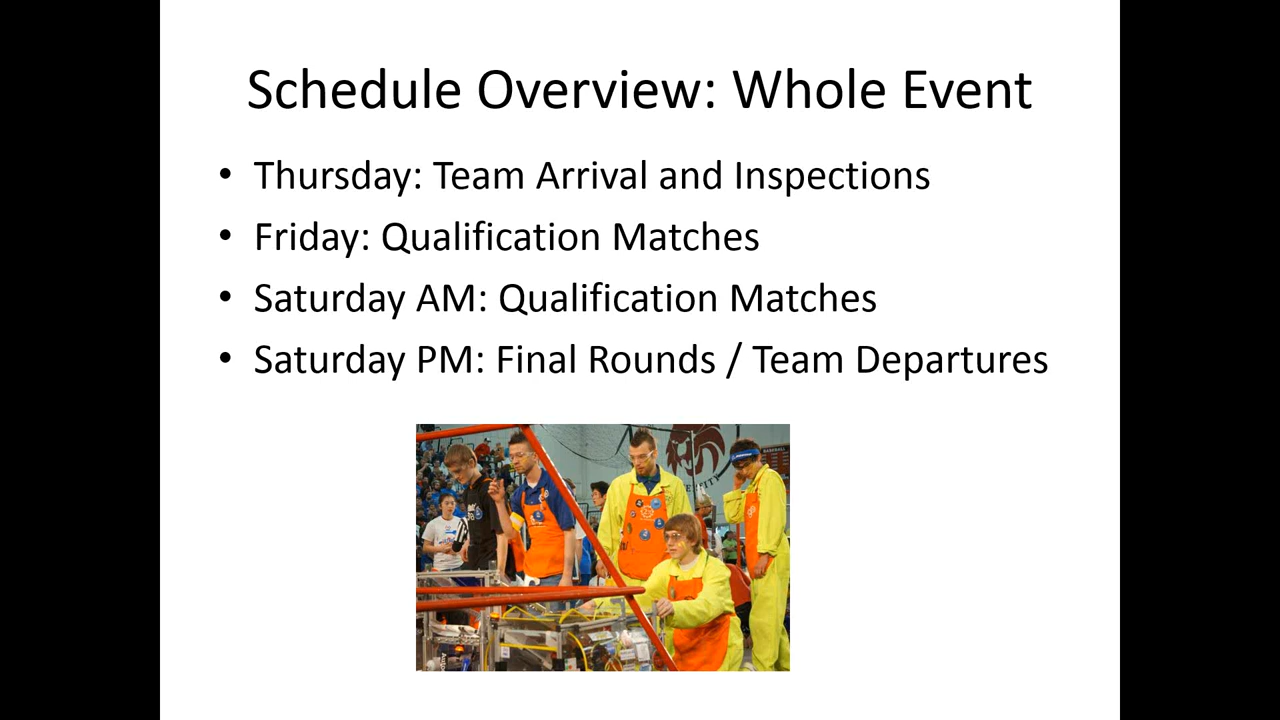 Schedule Overview: Whole Event
• Thursday: Team Arrival and Inspections
• Friday: Qualification Matches
• Saturday AM: Qualification Matches
• Saturday PM: Final Rounds / Team Departures